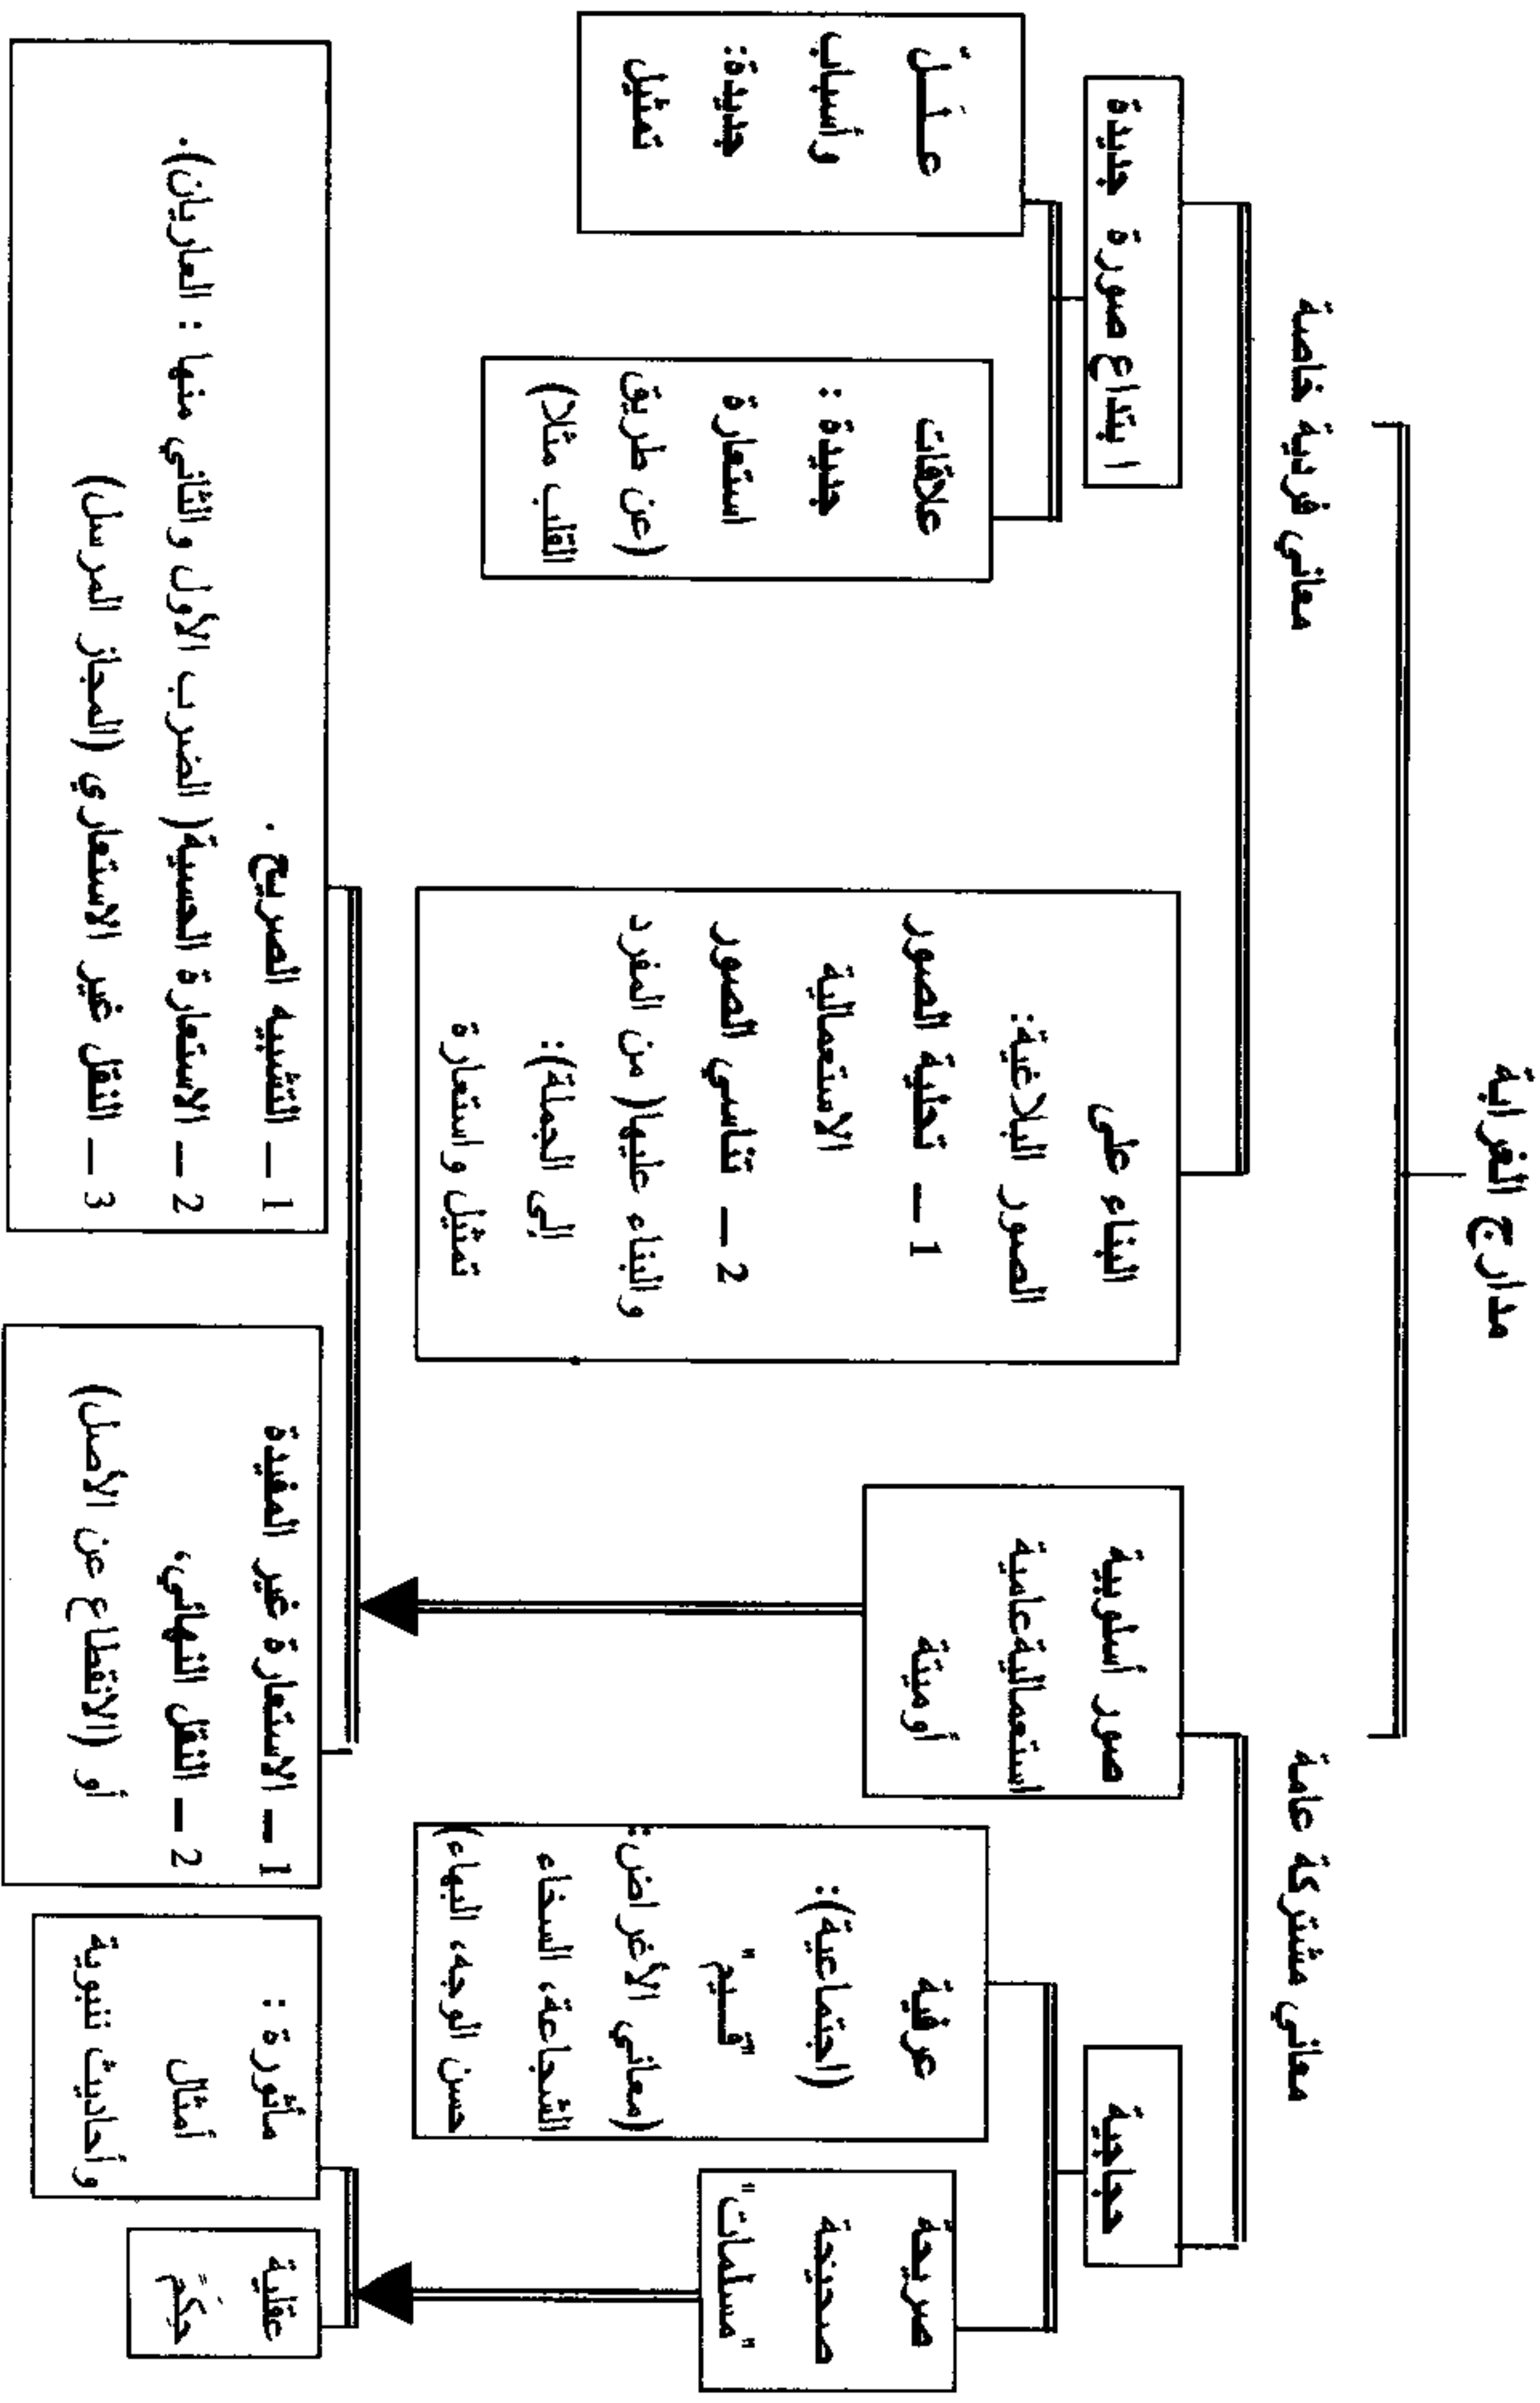 مدارج الغرابة
معاني مشتركة عامة
معاني فردية خاصة
حجاجية
صور أسلوبية
استعمالية عامية
أو ميتة
البناء على
الصور البلاغية:
1 — تحلية الصور
الاستعمالية
2 — تناسي الصور
والبناء عليها( من المفرد
إلى الجملة):
تمثيل واستعارة
ابتداع صورة جديدة
صريحة
صحيحة
"مسلمات"
عرفية
(اجتماعية):
"قيم"
(معاني الأغراض:
الشجاعة، السخاء
حسن الوجه، البهاء)
علاقات
جديدة :
استعارة
(عن طريق
القلب مثلا)
علل
وأسباب
جديدة:
تمثيل
عقلية
حكم
مأثورة :
أمثال
وأحاديث نبوية
1 — الاستعارة غير المفيدة
2 — النقل النهائي،
أو (الانقطاع عن الأصل)
1 — التشبيه الصريح .
2 — الاستعارة الحسية( الضرب الأول والثاني منها : العاريان).
3 — النقل غير الاستعاري (المجاز المرسل)